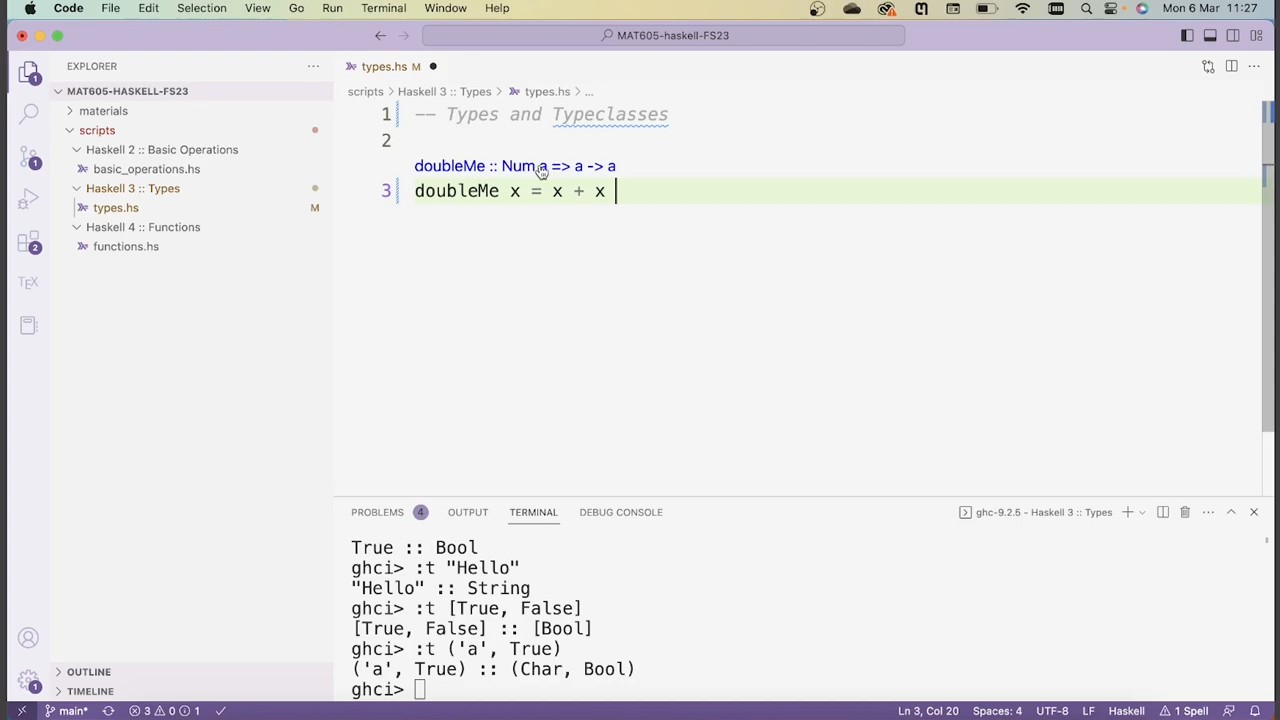 Code File Edit Selection View Go Run Terminal Window Help Mon 6 Mar 11:27
MAT605-haskell-FS23
EXPLORER
MAT605-HASKELL-FS23
materials
scripts
Haskell 2 :: Basic Operations
basic_operations.hs
Haskell 3 :: Types
types.hs M
Haskell 4 :: Functions
functions.hs
OUTLINE
TIMELINE
1
1
2
TEX
1
types.hs M
scripts > Haskell 3 :: Types > types.hs > ...
1 -- Types and Typeclasses
2
doubleMe :: Num a => a -> a
3 doubleMe x = x + x
PROBLEMS 4 OUTPUT TERMINAL DEBUG CONSOLE ghc-9.2.5 - Haskell 3 :: Types
True :: Bool
ghci> :t "Hello"
"Hello" :: String
ghci> :t [True, False]
[True, False] :: [Bool]
ghci> :t ('a', True)
('a', True) :: (Char, Bool)
ghci>
main* 3 0 1 Ln 3, Col 20 Spaces: 4 UTF-8 LF Haskell 1 Spell